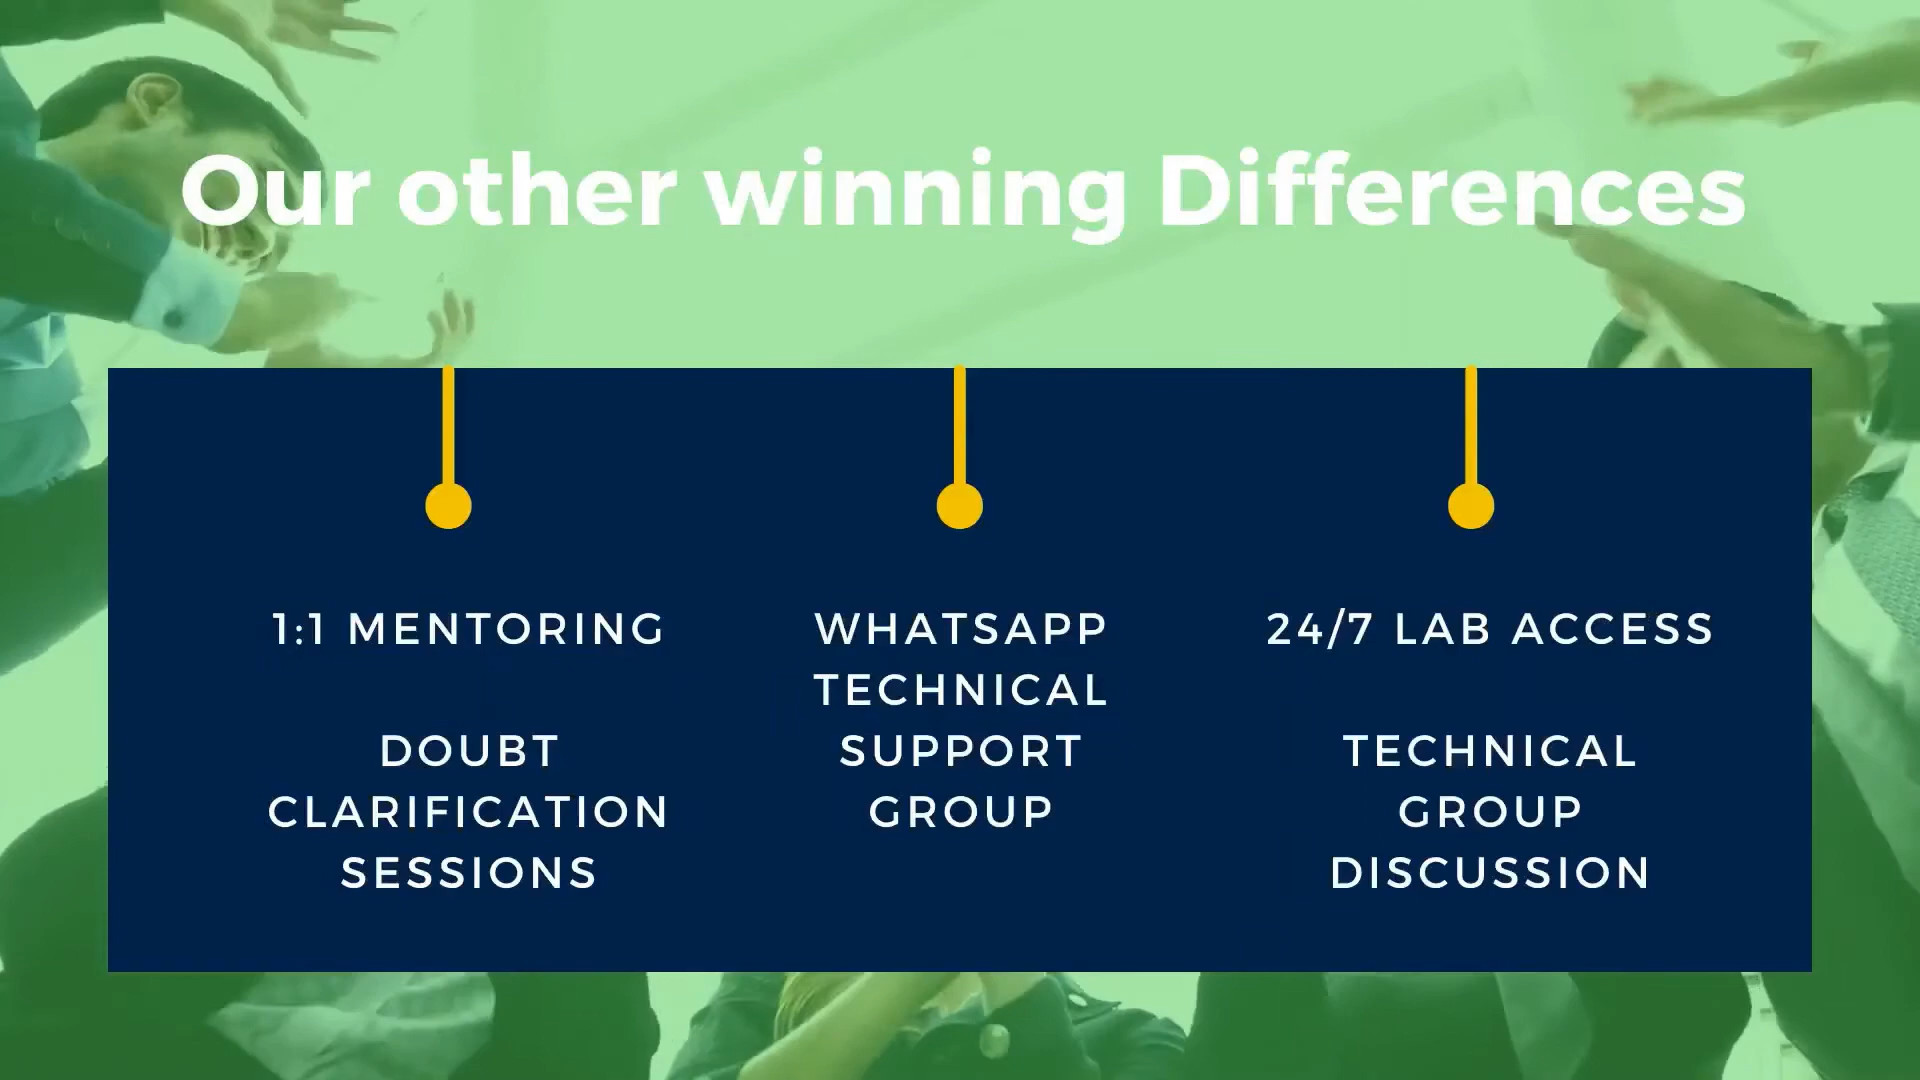 Our other winning Differences
1:1 MENTORING
DOUBT
CLARIFICATION
SESSIONS
WHATSAPP
TECHNICAL
SUPPORT
GROUP
24/7 LAB ACCESS
TECHNICAL
GROUP
DISCUSSION